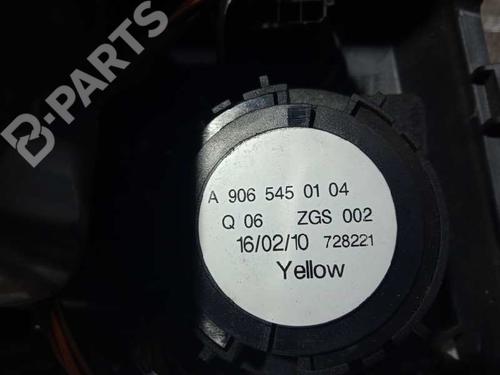 B-PARTS
A 906 545 01 04
Q 06 ZGS 002
16/02/10 728221
Yellow